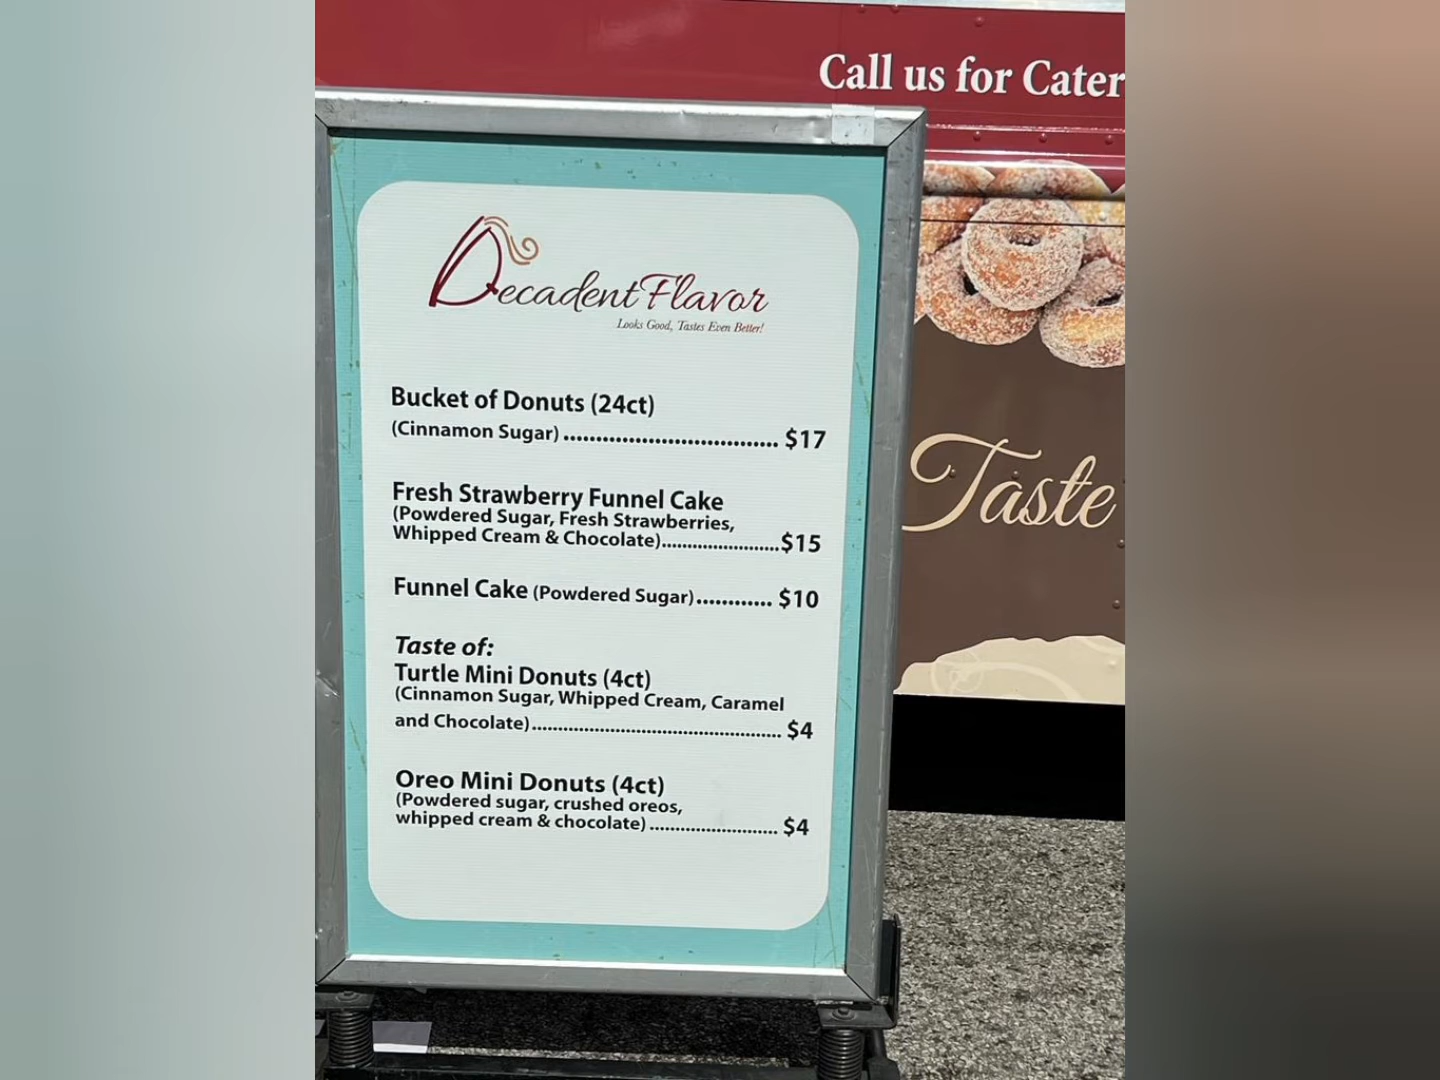 Call us for Cater
Decadent Flavor
Looks Good, Tastes Even Better!
Bucket of Donuts (24ct)
(Cinnamon Sugar) ................................. $17
Fresh Strawberry Funnel Cake
(Powdered Sugar, Fresh Strawberries,
Whipped Cream & Chocolate)........................$15
Funnel Cake (Powdered Sugar)............ $10
Taste of:
Turtle Mini Donuts (4ct)
(Cinnamon Sugar, Whipped Cream, Caramel
and Chocolate)................................................ $4
Oreo Mini Donuts (4ct)
(Powdered sugar, crushed oreos,
whipped cream & chocolate) ........................ $4
Taste